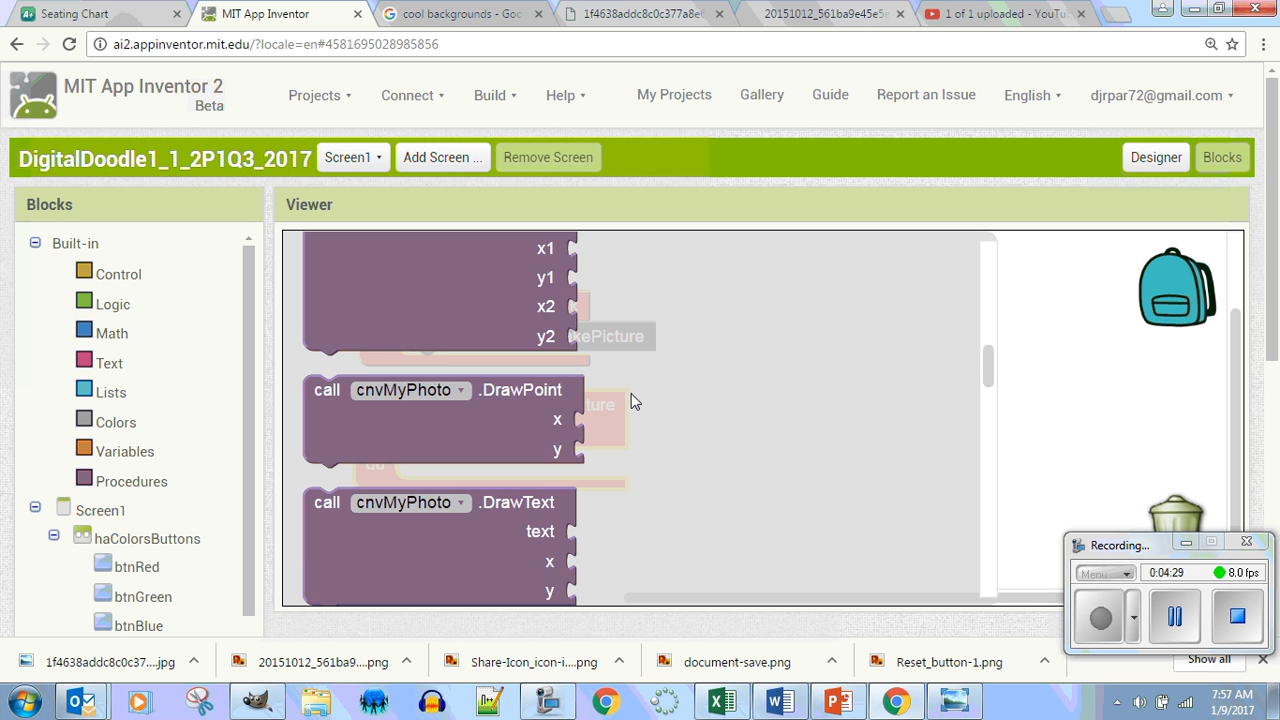 Seating Chart
MIT App Inventor
cool backgrounds - Goo
1f4638addc8c0c377a8e6
20151012_561ba9e45e5e
1 of 1 uploaded - YouTu
ai2.appinventor.mit.edu/?locale=en#4581695028985856
MIT App Inventor 2
Beta
Projects
Connect
Build
Help
My Projects
Gallery
Guide
Report an Issue
English
djrpar72@gmail.com
DigitalDoodle1_1_2P1Q3_2017
Screen1
Add Screen ...
Remove Screen
Designer
Blocks
Blocks
Viewer
Built-in
Control
Logic
Math
Text
Lists
Colors
Variables
Procedures
Screen1
haColorsButtons
btnRed
btnGreen
btnBlue
x1
y1
x2
y2
kePicture
call cnvMyPhoto .DrawPoint
ture
x
y
do
call cnvMyPhoto .DrawText
text
x
y
Recording...
Menu
0:04:29
8.0 fps
1f4638addc8c0c37....jpg
20151012_561ba9....png
Share-Icon_icon-i....png
document-save.png
Reset_button-1.png
Show all
7:57 AM
1/9/2017